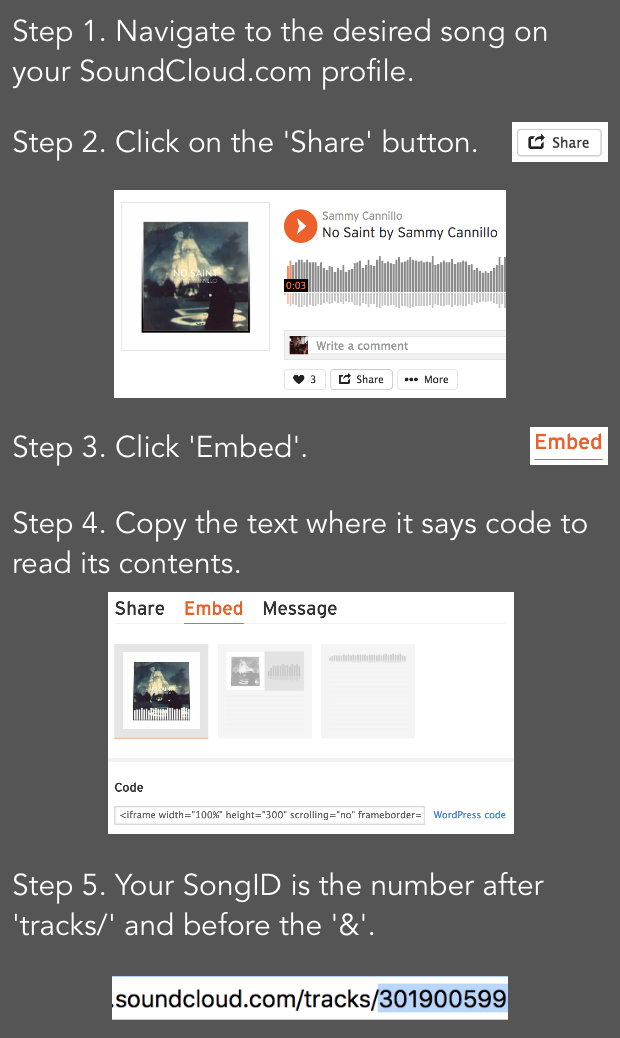 Step 1. Navigate to the desired song on
your SoundCloud.com profile.
Step 2. Click on the 'Share' button.
Share
Sammy Cannillo
No Saint by Sammy Cannillo
NO SAINT
0:03
Write a comment
3
Share
More
Step 3. Click 'Embed'.
Embed
Step 4. Copy the text where it says code to
read its contents.
Share Embed Message
Code
<iframe width="100%" height="300" scrolling="no" frameborder=
WordPress code
Step 5. Your SongID is the number after
'tracks/' and before the '&'.
.soundcloud.com/tracks/301900599